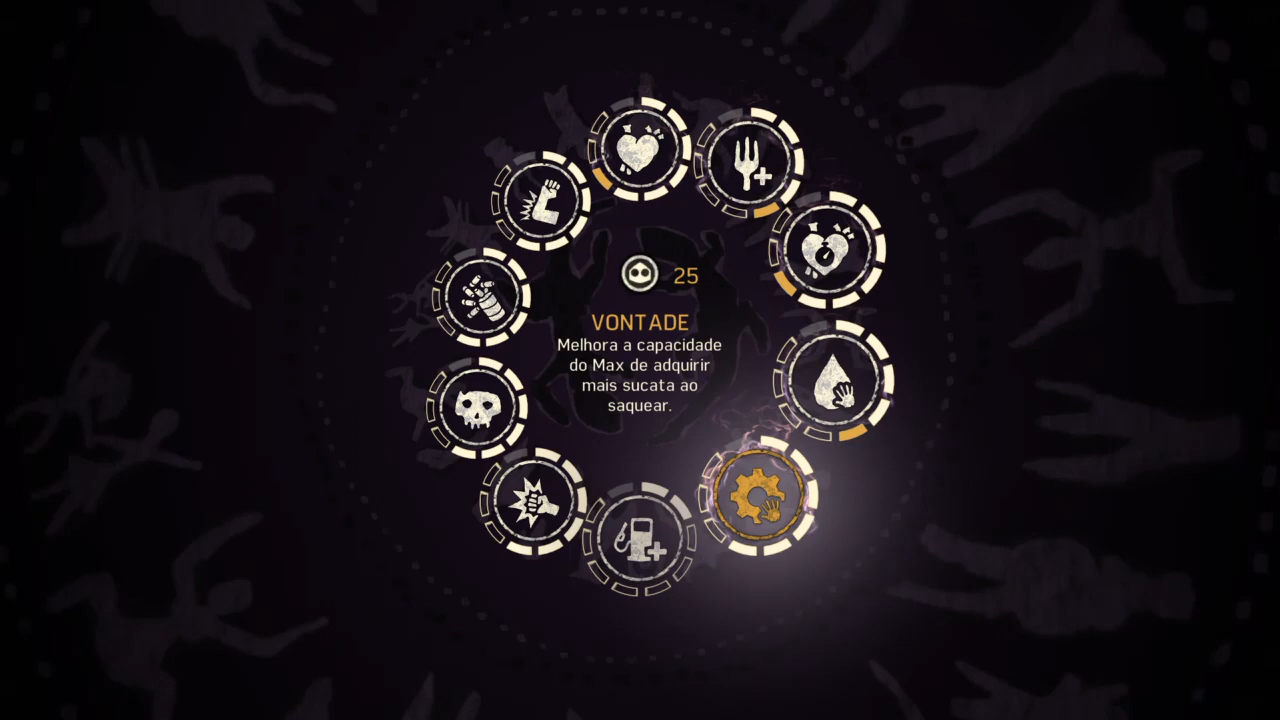 25
VONTADE
Melhora a capacidade
do Max de adquirir
mais sucata ao
saquear.